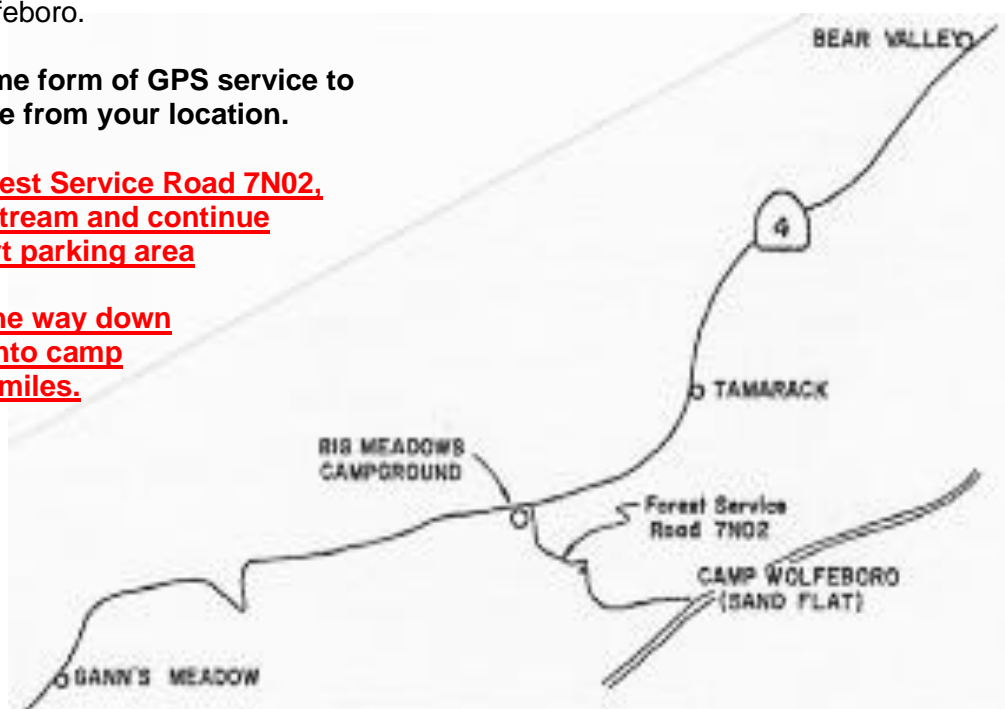 feboro.
me form of GPS service to
e from your location.
est Service Road 7N02,
tream and continue
t parking area
ne way down
nto camp
miles.
BEAR VALLEY
4
TAMARACK
BIG MEADOWS
CAMPGROUND
Forest Service
Road 7N02
CAMP WOLFEBORO
(SAND FLAT)
GANN'S MEADOW